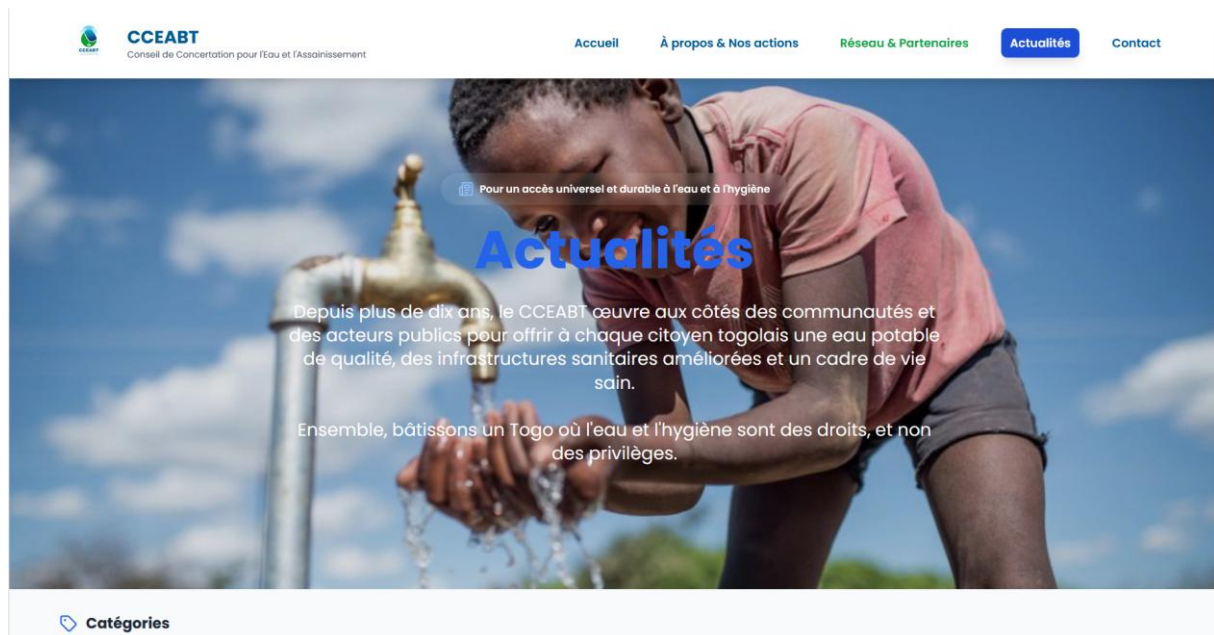 CCEABT
CCEABT
Conseil de Concertation pour l'Eau et l'Assainissement
Accueil
À propos & Nos actions
Réseau & Partenaires
Actualités
Contact
Pour un accès universel et durable à l'eau et à l'hygiène
Actualités
Depuis plus de dix ans, le CCEABT œuvre aux côtés des communautés et
des acteurs publics pour offrir à chaque citoyen togolais une eau potable
de qualité, des infrastructures sanitaires améliorées et un cadre de vie
sain.
Ensemble, bâtissons un Togo où l'eau et l'hygiène sont des droits, et non
des privilèges.
Catégories